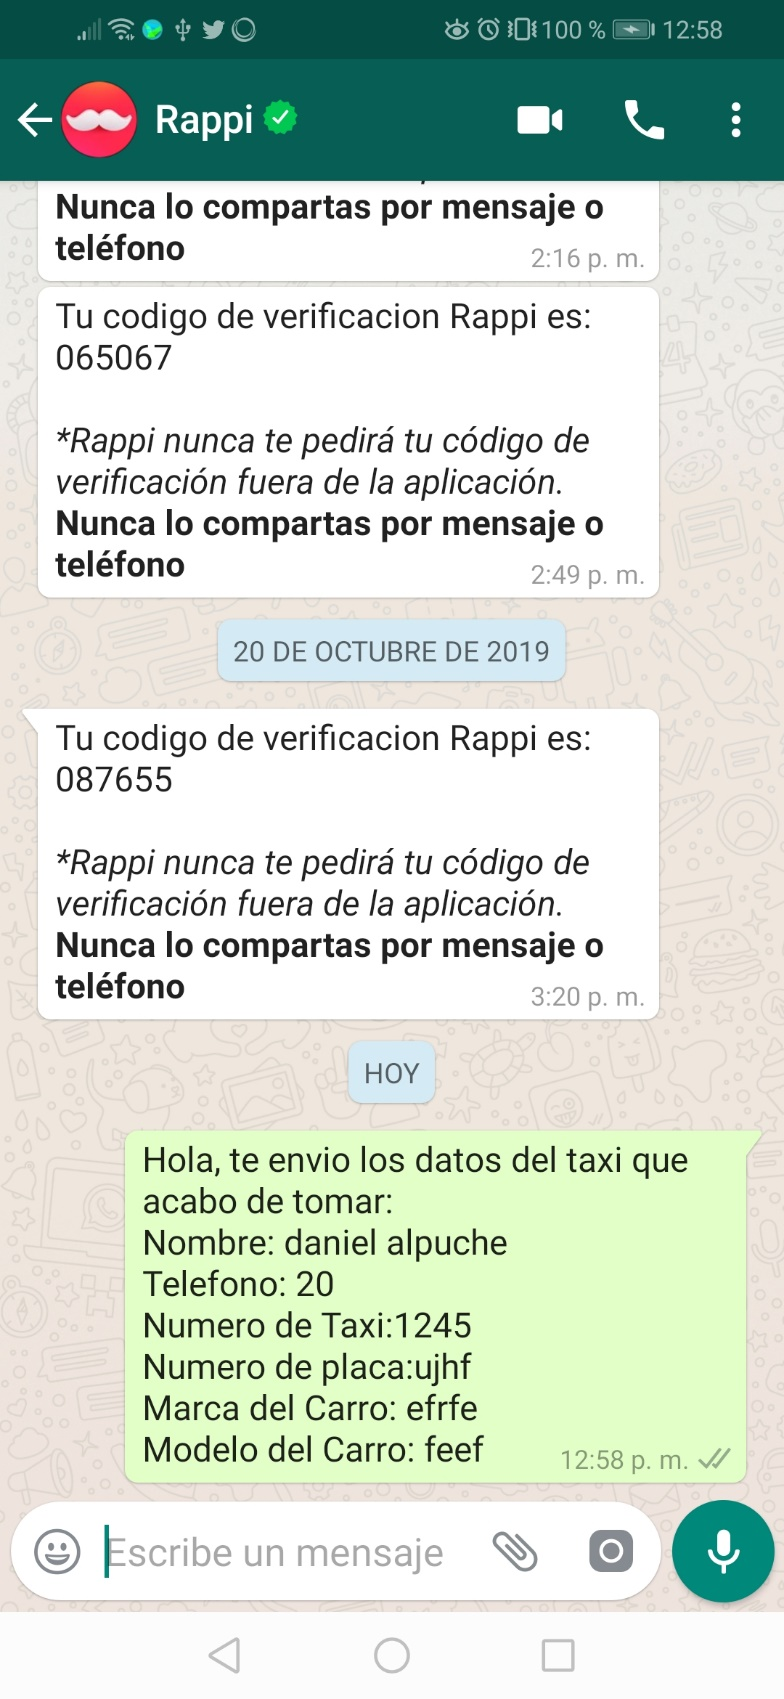 100 % 12:58
Rappi
Nunca lo compartas por mensaje o
teléfono
2:16 p. m.
Tu codigo de verificacion Rappi es:
065067
*Rappi nunca te pedirá tu código de
verificación fuera de la aplicación.
Nunca lo compartas por mensaje o
teléfono
2:49 p. m.
20 DE OCTUBRE DE 2019
Tu codigo de verificacion Rappi es:
087655
*Rappi nunca te pedirá tu código de
verificación fuera de la aplicación.
Nunca lo compartas por mensaje o
teléfono
3:20 p. m.
HOY
Hola, te envio los datos del taxi que
acabo de tomar:
Nombre: daniel alpuche
Telefono: 20
Numero de Taxi:1245
Numero de placa:ujhf
Marca del Carro: efrfe
Modelo del Carro: feef
12:58 p. m.
Escribe un mensaje